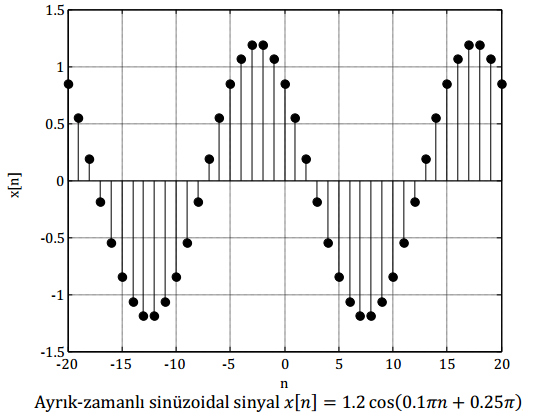 1.5
1
0.5
0
-0.5
-1
-1.5
x[n]
-20 -15 -10 -5 0 5 10 15 20
n
Ayrık-zamanlı sinüzoidal sinyal x[n] = 1.2 cos(0.1πn + 0.25π)